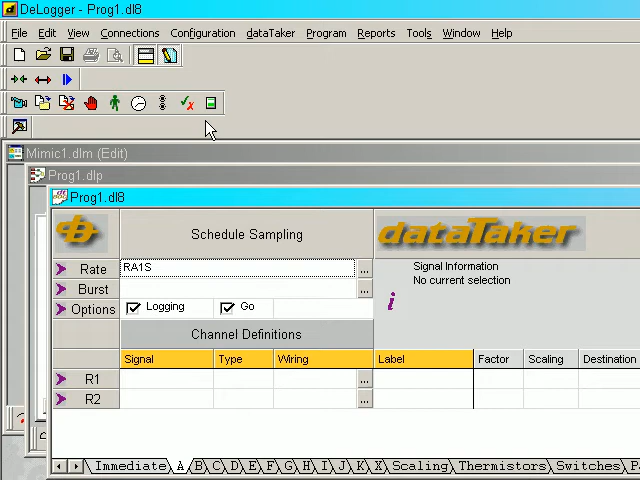 DeLogger - Prog1.dl8
File Edit View Connections Configuration dataTaker Program Reports Tools Window Help
Mimic1.dlm (Edit)
Prog1.dlp
Prog1.dl8
Schedule Sampling dataTaker
Rate RA1S ... Signal Information
No current selection
Burst ...
Options Logging Go
Channel Definitions
Signal Type Wiring Label Factor Scaling Destination
R1 ...
R2 ...
Immediate A B C D E F G H I J K X Scaling Thermistors Switches